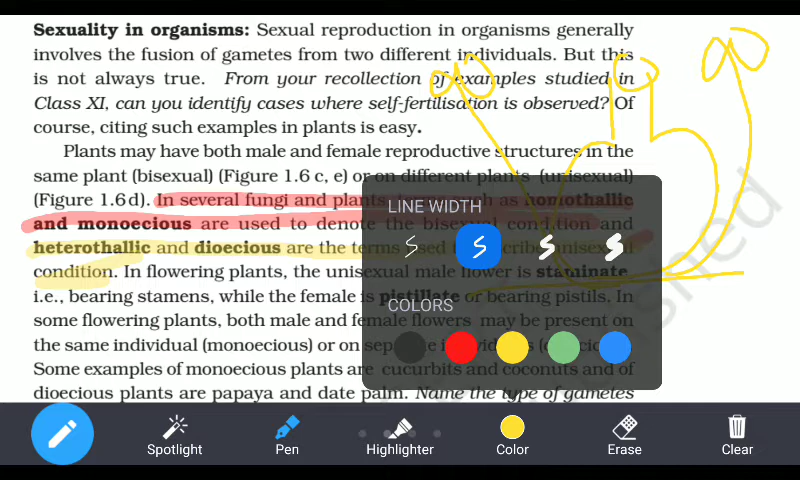 Sexuality in organisms: Sexual reproduction in organisms generally
involves the fusion of gametes from two different individuals. But this
is not always true. From your recollection of examples studied in
Class XI, can you identify cases where self-fertilisation is observed? Of
course, citing such examples in plants is easy.
Plants may have both male and female reproductive structures in the
same plant (bisexual) (Figure 1.6 c, e) or on different plants (unisexual)
(Figure 1.6 d). In several fungi and plants, such as homothallic
and monoecious are used to denote the bisexual condition and
heterothallic and dioecious are the terms used unisexual
condition. In flowering plants, the unisexual male flower is staminate,
i.e., bearing stamens, while the female is pistillate or bearing pistils. In
some flowering plants, both male and female flowers may be present on
the same individual (monoecious) or on
Some examples of monoecious plants are cucurbits and coconuts and of
dioecious plants are papaya and date palm. Name the type of gametes
LINE WIDTH
COLORS
Spotlight
Pen
Highlighter
Color
Erase
Clear